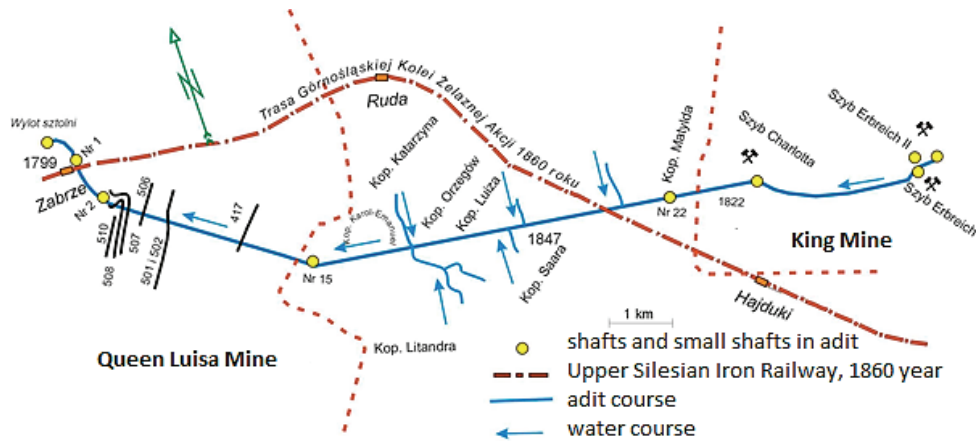 Trasa Górnośląskiej Kolei Żelaznej Akcji 1860 roku
Ruda
Wylot sztolni
Nr 1
1799
Zabrze
Nr 2
510
508
507
506
501 i 502
417
Kop. Katarzyna
Kop. Karol-Emanuel
Kop. Orzegów
Kop. Luiza
Nr 15
1847
Kop. Saara
Kop. Matylda
Nr 22
1822
Szyb Charlotta
Szyb Erbreich II
Szyb Erbreich
King Mine
Hajduki
Kop. Litandra
Queen Luisa Mine
1 km
shafts and small shafts in adit
Upper Silesian Iron Railway, 1860 year
adit course
water course